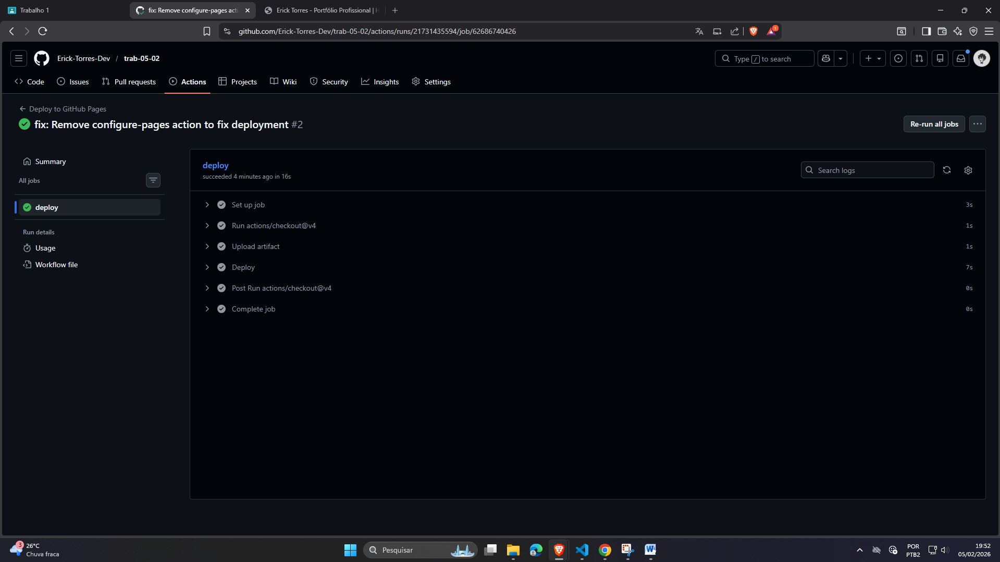 Trabalho 1
fix: Remove configure-pages acti
Erick Torres - Portfólio Profissional | H
github.com/Erick-Torres-Dev/trab-05-02/actions/runs/21731435594/job/62686740426
1
Erick-Torres-Dev / trab-05-02
Type / to search
Code
Issues
Pull requests
Actions
Projects
Wiki
Security
Insights
Settings
Deploy to GitHub Pages
fix: Remove configure-pages action to fix deployment #2
Re-run all jobs
Summary
All jobs
deploy
Run details
Usage
Workflow file
deploy
succeeded 4 minutes ago in 16s
Search logs
Set up job 3s
Run actions/checkout@v4 1s
Upload artifact 1s
Deploy 7s
Post Run actions/checkout@v4 0s
Complete job 0s
3
26°C
Chuva fraca
Pesquisar
POR
PTB2
19:52
05/02/2026